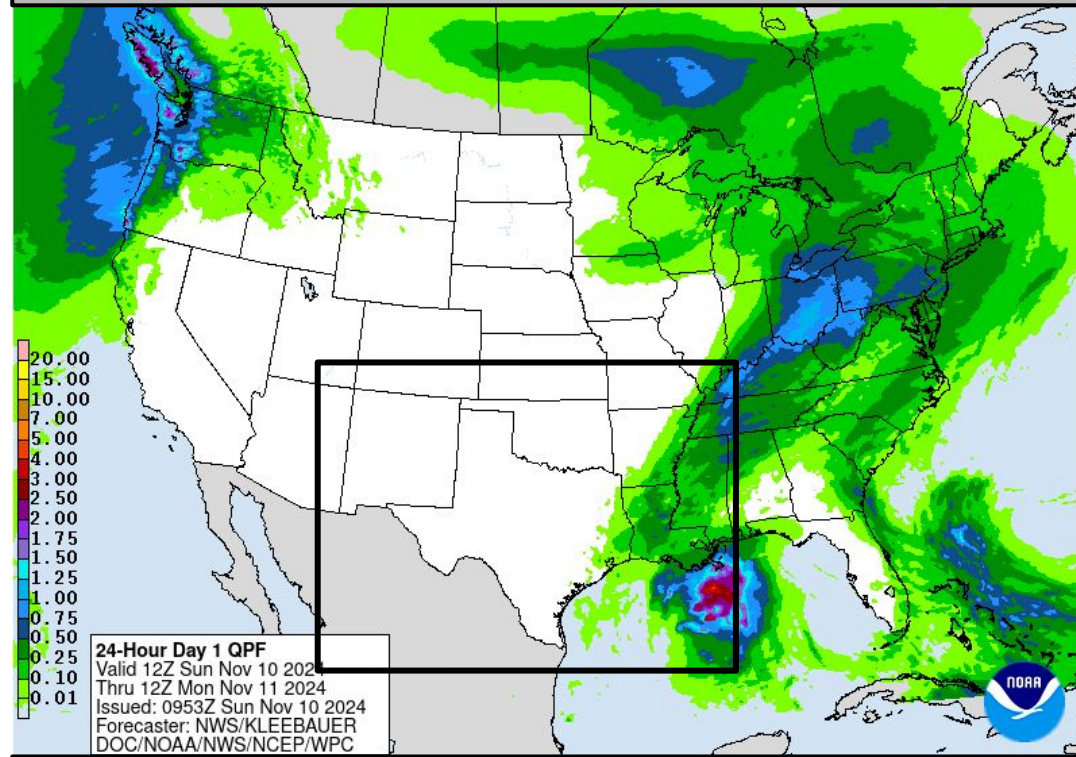 20.00
15.00
10.00
7.00
5.00
4.00
3.00
2.50
2.00
1.75
1.50
1.25
1.00
0.75
0.50
0.25
0.10
0.01
24-Hour Day 1 QPF
Valid 12Z Sun Nov 10 2024
Thru 12Z Mon Nov 11 2024
Issued: 0953Z Sun Nov 10 2024
Forecaster: NWS/KLEEBAUER
DOC/NOAA/NWS/NCEP/WPC
NOAA